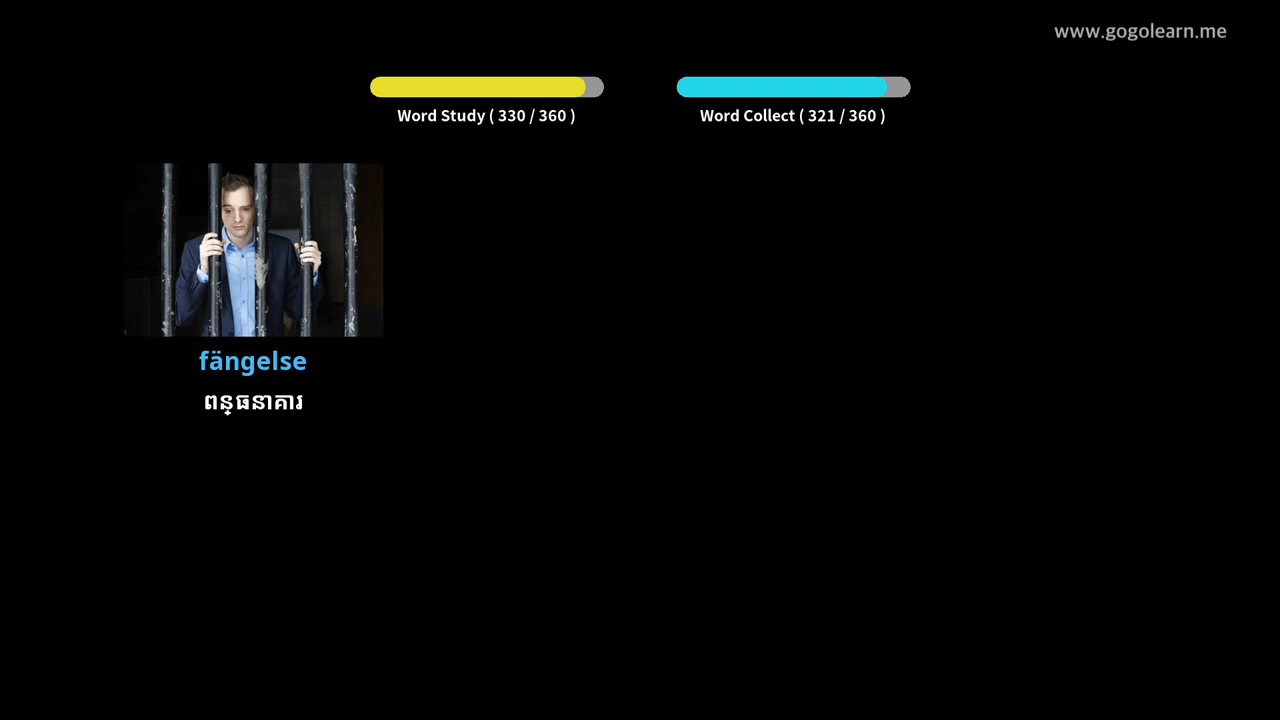 www.gogolearn.me
Word Study ( 330 / 360 )
Word Collect ( 321 / 360 )
fängelse
ពន្ធនាគារ